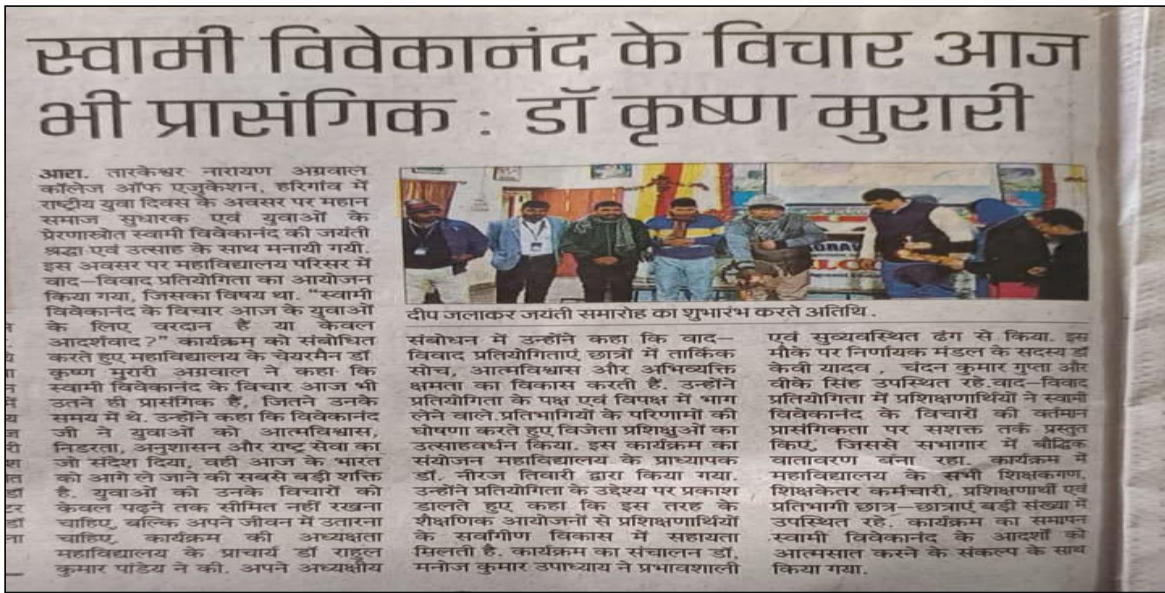 स्वामी विवेकानंद के विचार आज
भी प्रासंगिक : डॉ कृष्ण मुरारी
आरा. तारकेश्वर नारायण अग्रवाल
कॉलेज ऑफ एजुकेशन, हरिगांव में
राष्ट्रीय युवा दिवस के अवसर पर महान
समाज सुधारक एवं युवाओं के
प्रेरणास्रोत स्वामी विवेकानंद की जयंती
श्रद्धा एवं उत्साह के साथ मनायी गयी.
इस अवसर पर महाविद्यालय परिसर में
वाद–विवाद प्रतियोगिता का आयोजन
किया गया, जिसका विषय था. “स्वामी
विवेकानंद के विचार आज के युवाओं
के लिए वरदान हैं या केवल
आदर्शवाद ?” कार्यक्रम को संबोधित
करते हुए महाविद्यालय के चेयरमैन डॉ.
कृष्ण मुरारी अग्रवाल ने कहा कि
स्वामी विवेकानंद के विचार आज भी
उतने ही प्रासंगिक हैं, जितने उनके
समय में थे. उन्होंने कहा कि विवेकानंद
जी ने युवाओं को आत्मविश्वास,
निडरता, अनुशासन और राष्ट्र सेवा का
जो संदेश दिया, वही आज के भारत
को आगे ले जाने की सबसे बड़ी शक्ति
है. युवाओं को उनके विचारों को
केवल पढ़ने तक सीमित नहीं रखना
चाहिए, बल्कि अपने जीवन में उतारना
चाहिए. कार्यक्रम की अध्यक्षता
महाविद्यालय के प्राचार्य डॉ राहुल
कुमार पांडेय ने की. अपने अध्यक्षीय
दीप जलाकर जयंती समारोह का शुभारंभ करते अतिथि.
संबोधन में उन्होंने कहा कि वाद–
विवाद प्रतियोगिताएं छात्रों में तार्किक
सोच, आत्मविश्वास और अभिव्यक्ति
क्षमता का विकास करती हैं. उन्होंने
प्रतियोगिता के पक्ष एवं विपक्ष में भाग
लेने वाले.प्रतिभागियों के परिणामों की
घोषणा करते हुए विजेता प्रशिक्षुओं का
उत्साहवर्धन किया. इस कार्यक्रम का
संयोजन महाविद्यालय के प्राध्यापक
डॉ. नीरज तिवारी द्वारा किया गया.
उन्होंने प्रतियोगिता के उद्देश्य पर प्रकाश
डालते हुए कहा कि इस तरह के
शैक्षणिक आयोजनों से प्रशिक्षणार्थियों
के सर्वांगीण विकास में सहायता
मिलती है. कार्यक्रम का संचालन डॉ,
मनोज कुमार उपाध्याय ने प्रभावशाली
एवं सुव्यवस्थित ढंग से किया. इस
मौके पर निर्णायक मंडल के सदस्य डॉ
केवी यादव , चंदन कुमार गुप्ता और
वीके सिंह उपस्थित रहे.वाद–विवाद
प्रतियोगिता में प्रशिक्षणार्थियों ने स्वामी
विवेकानंद के विचारों की वर्तमान
प्रासंगिकता पर सशक्त तर्क प्रस्तुत
किए, जिससे सभागार में बौद्धिक
वातावरण बना रहा. कार्यक्रम में
महाविद्यालय के सभी शिक्षकगण,
शिक्षकेतर कर्मचारी, प्रशिक्षणार्थी एवं
प्रतिभागी छात्र–छात्राएं बड़ी संख्या में
उपस्थित रहे. कार्यक्रम का समापन
स्वामी विवेकानंद के आदर्शों को
आत्मसात करने के संकल्प के साथ
किया गया.